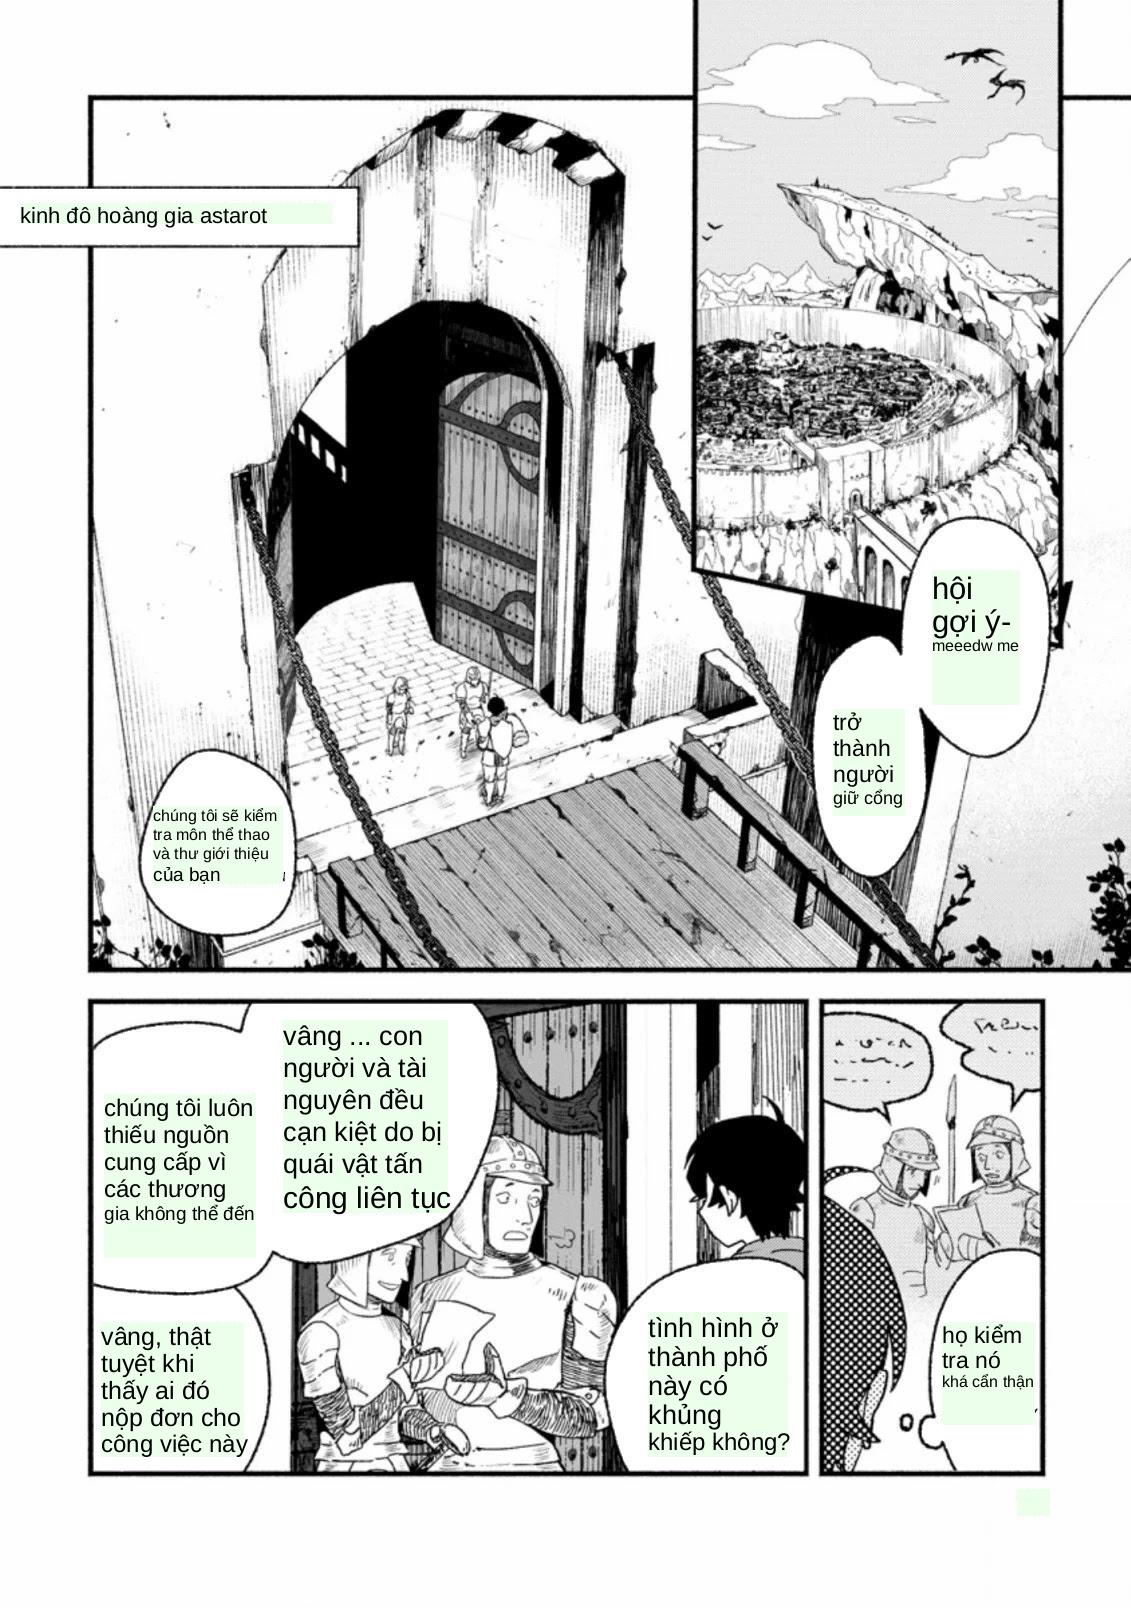 kinh đô hoàng gia astarot
hội
gợi ý-
meeedw me
trở
thành
người
giữ cổng
chúng tôi sẽ kiểm
tra môn thể thao
và thư giới thiệu
của bạn
họ kiểm
tra nó
khá cẩn thận
vâng ... con
người và tài
nguyên đều
cạn kiệt do bị
quái vật tấn
công liên tục
chúng tôi luôn
thiếu nguồn
cung cấp vì
các thương
gia không thể đến
tình hình ở
thành phố
này có
khủng
khiếp không?
vâng, thật
tuyệt khi
thấy ai đó
nộp đơn cho
công việc này